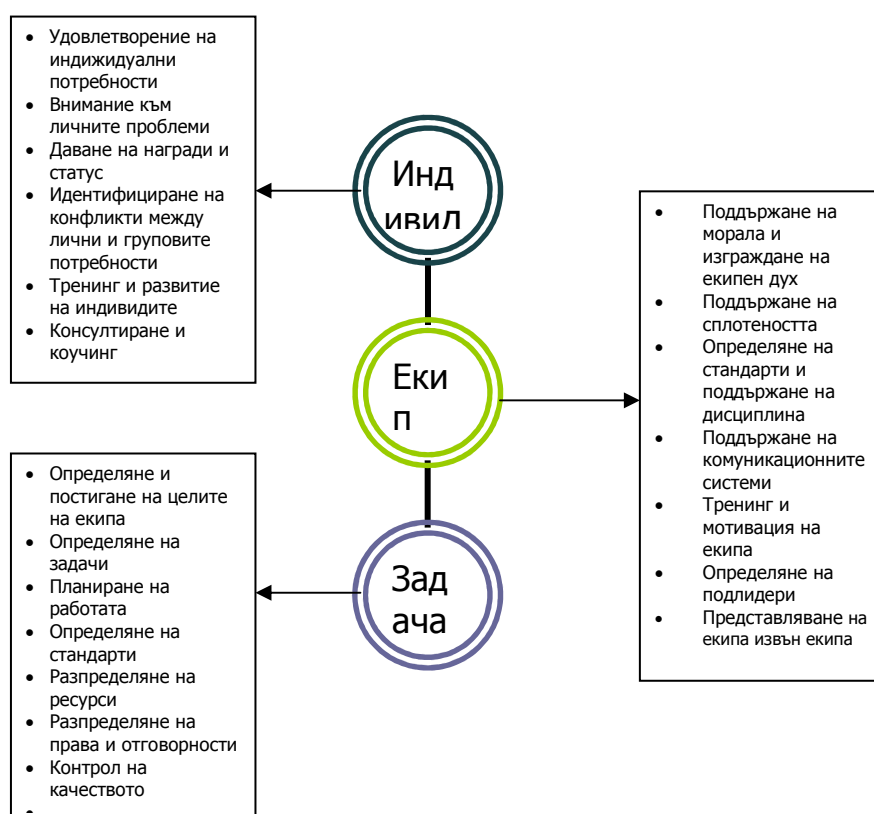 • Удовлетворение на
индижидуални
потребности
• Внимание към
личните проблеми
• Даване на награди и
статус
• Идентифициране на
конфликти между
лични и груповите
потребности
• Тренинг и развитие
на индивидите
• Консултиране и
коучинг
Инд
ивид
• Поддържане на
морала и
изграждане на
екипен дух
• Поддържане на
сплотеността
• Определяне на
стандарти и
поддържане на
дисциплина
• Поддържане на
комуникационните
системи
• Тренинг и
мотивация на
екипа
• Определяне на
подлидери
• Представляване на
екипа извън екипа
Еки
п
• Определяне и
постигане на целите
на екипа
• Определяне на
задачи
• Планиране на
работата
• Определяне на
стандарти
• Разпределяне на
ресурси
• Разпределяне на
права и отговорности
• Контрол на
качеството
•
Зад
ача